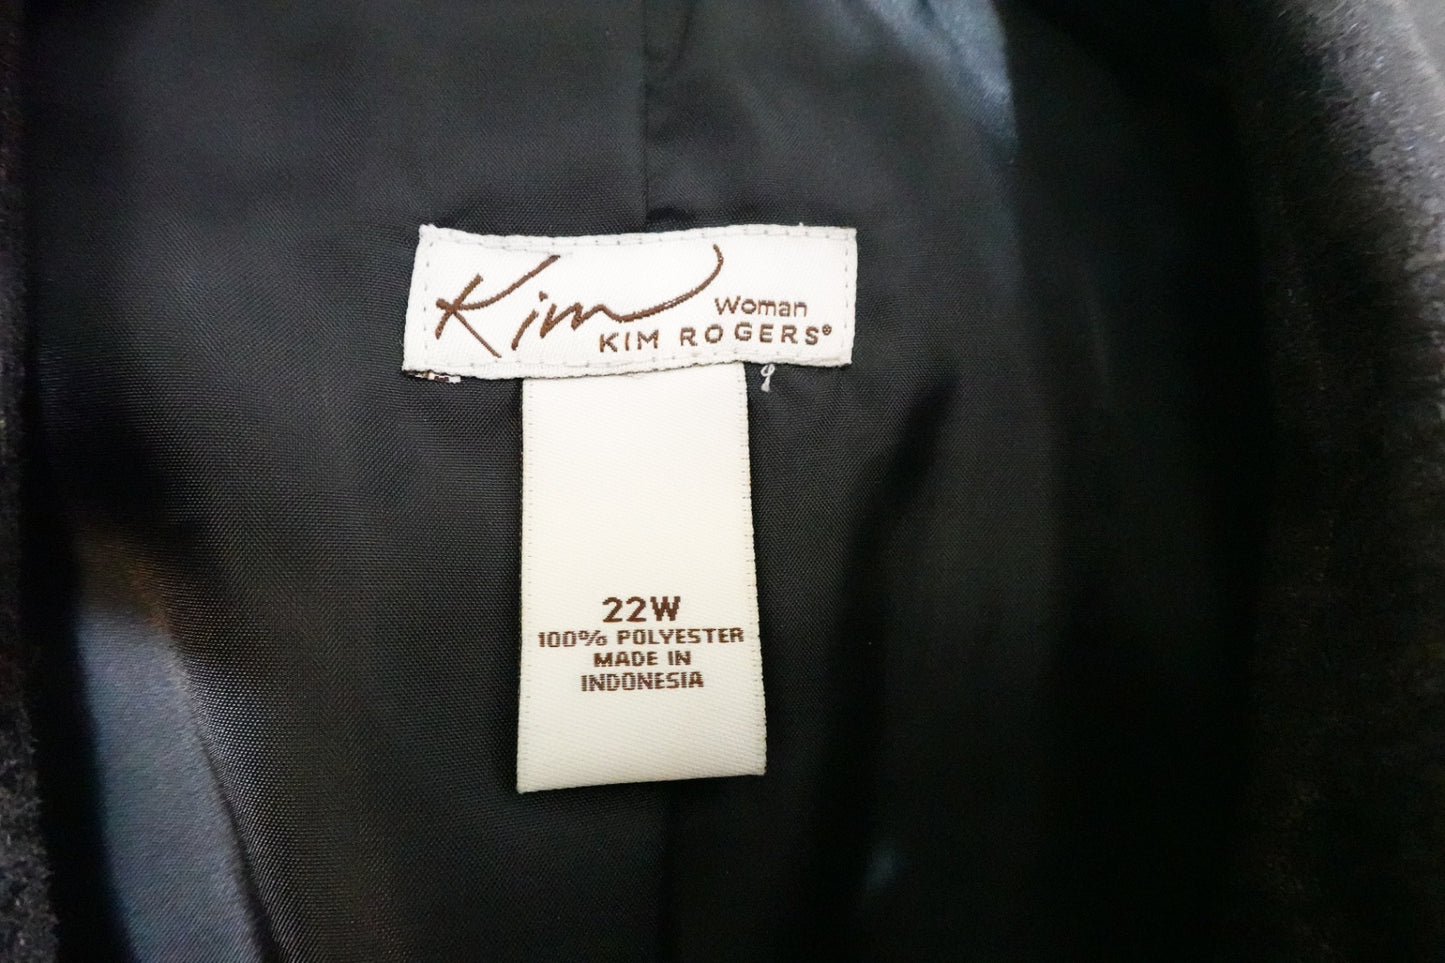 Kim Woman
KIM ROGERS®
22W
100% POLYESTER
MADE IN
INDONESIA